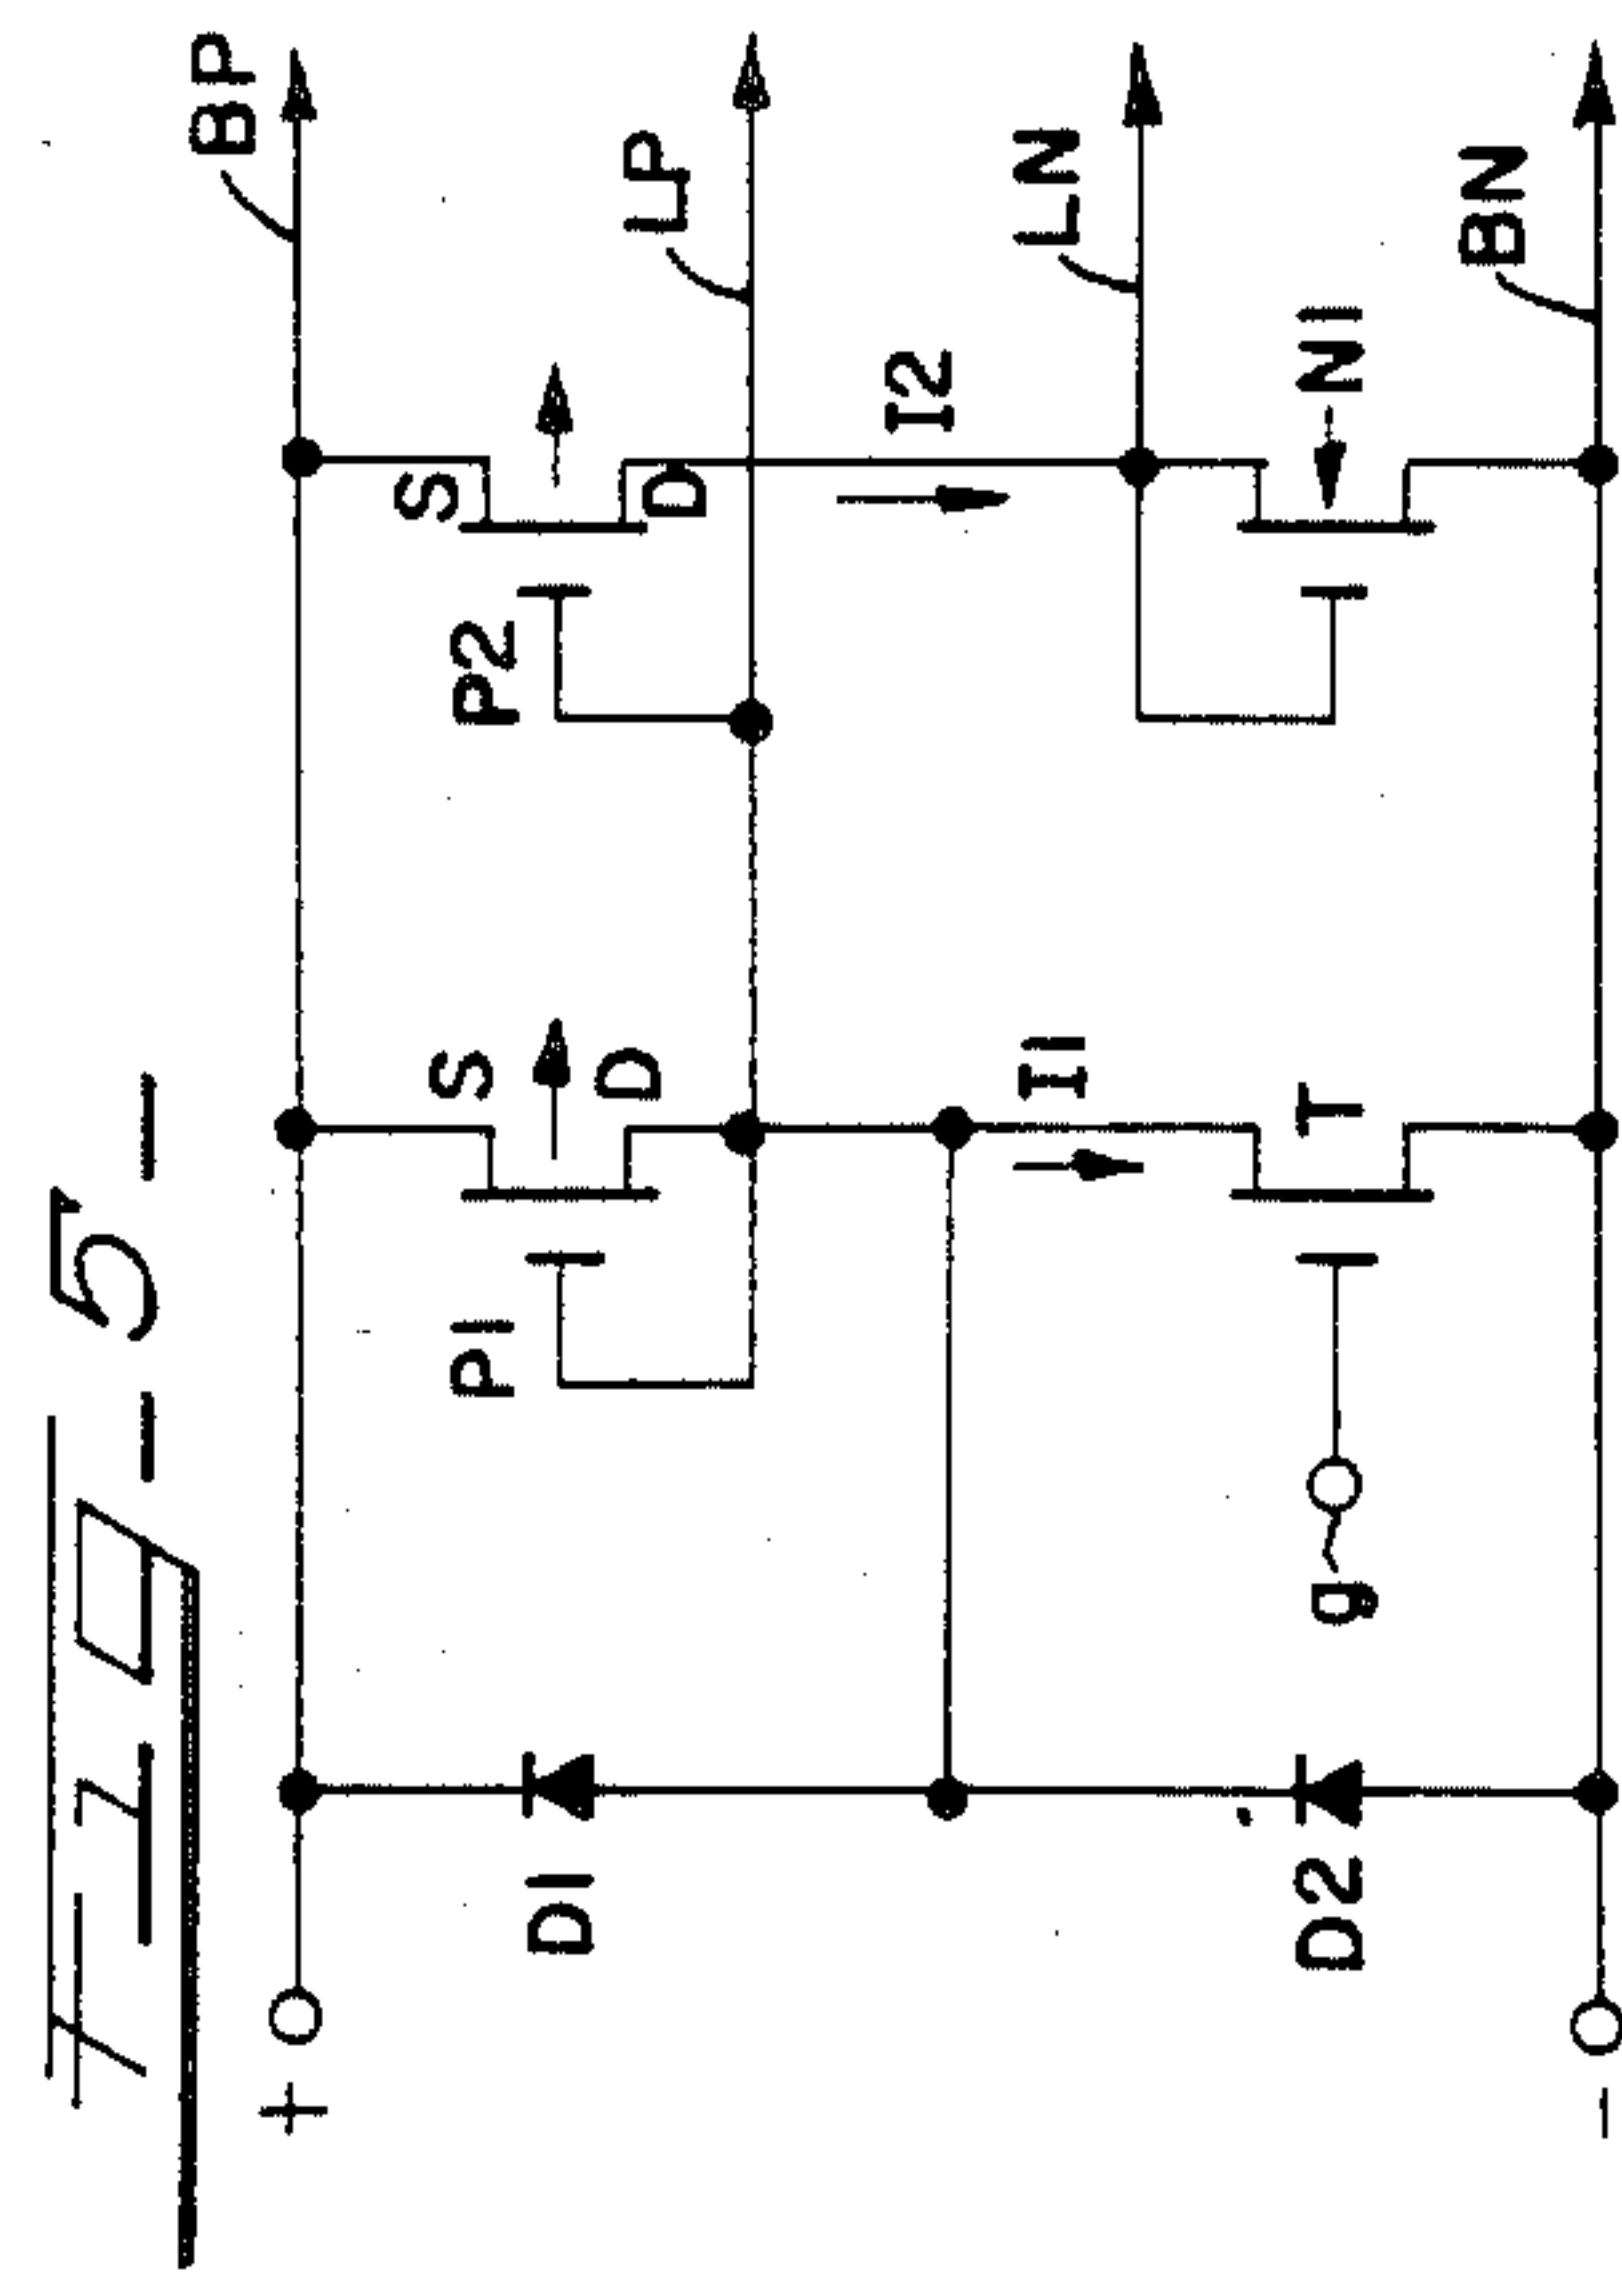 FIG-5-
BP
+
S S
P1 P2
D1 D D LP
I2
I1 LN
D2 g T N1
BN
−